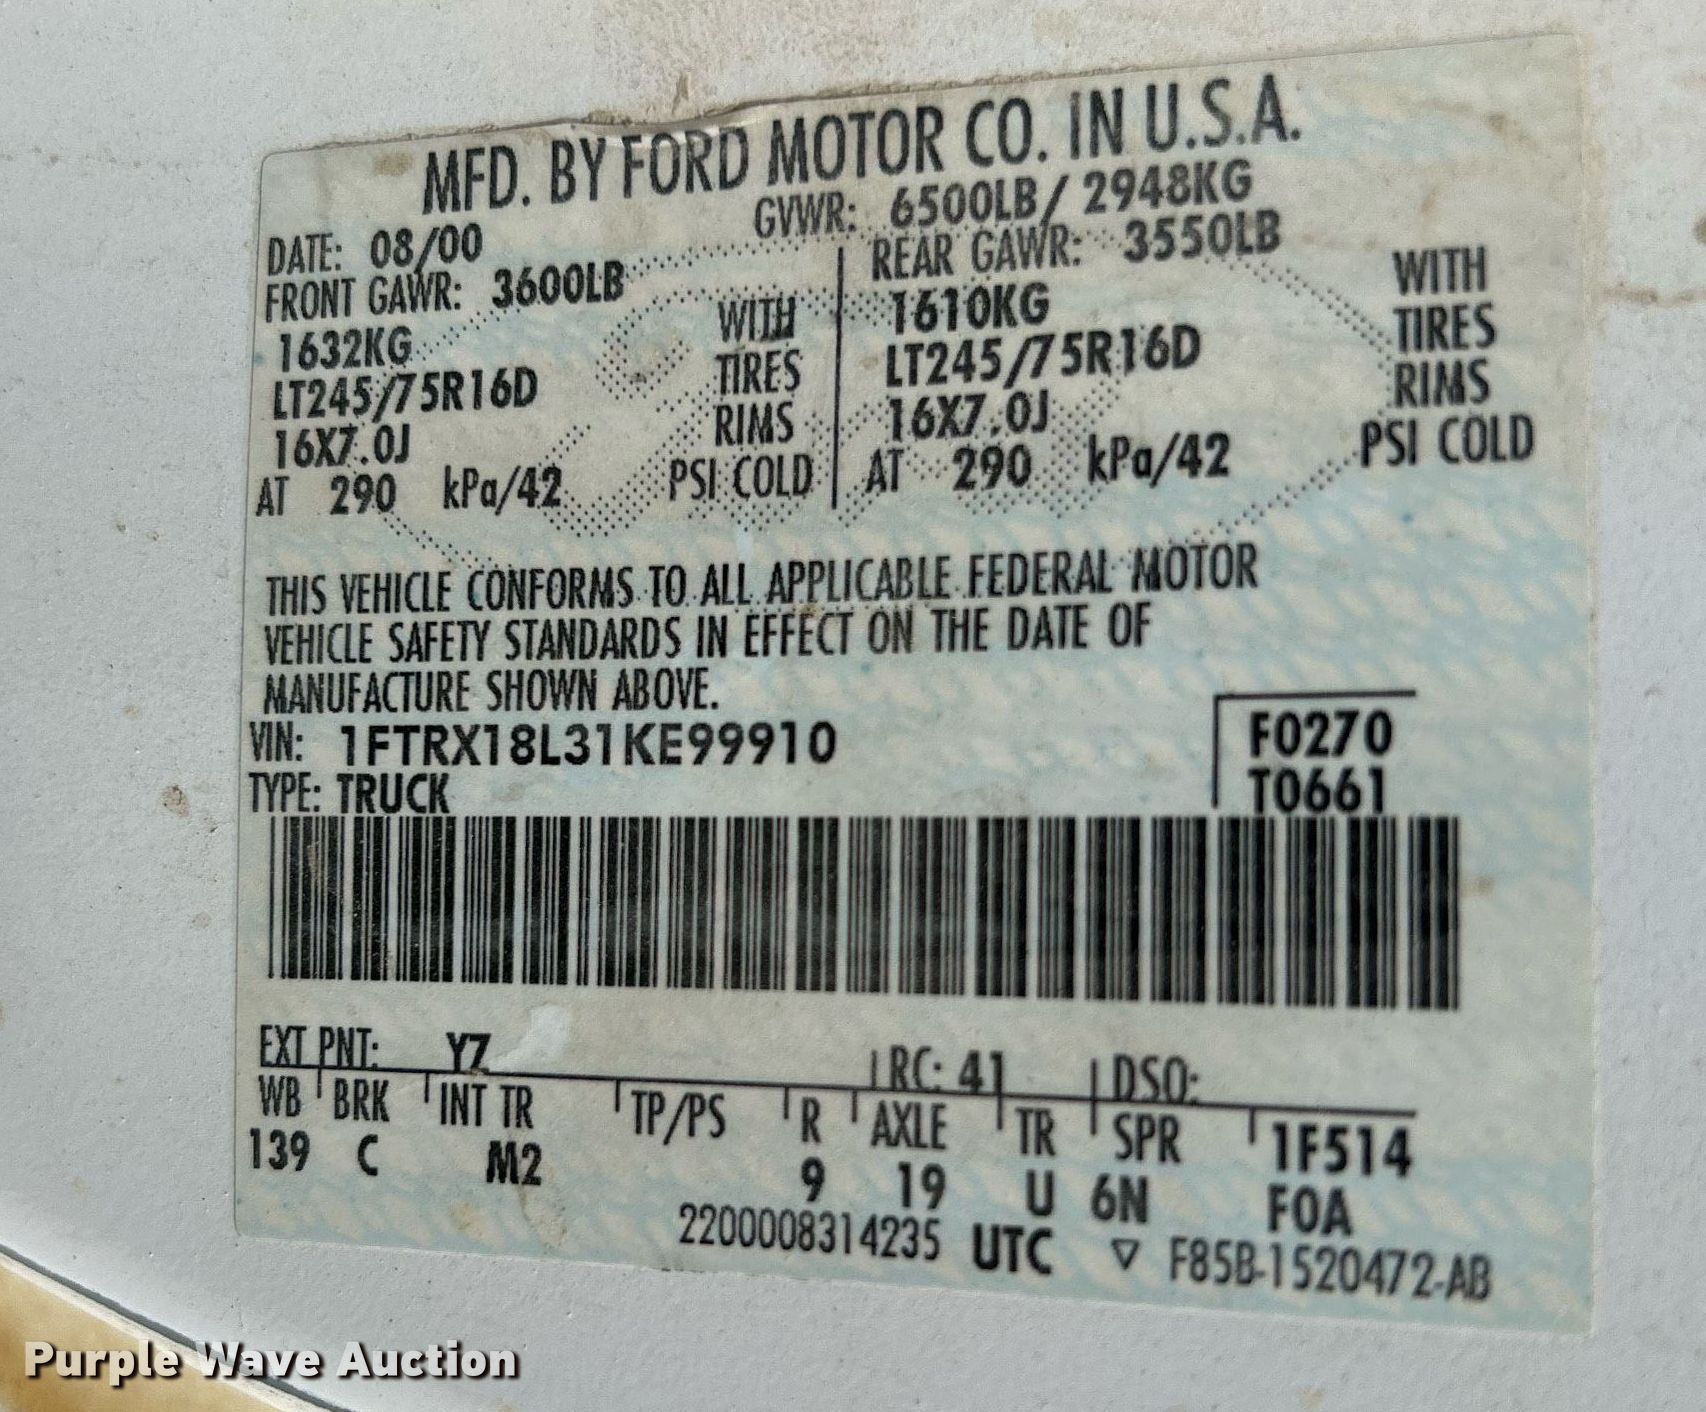 MFD. BY FORD MOTOR CO. IN U.S.A.
DATE: 08/00 GVWR: 6500LB/ 2948KG
FRONT GAWR: 3600LB REAR GAWR: 3550LB
1632KG WITH 1610KG WITH
LT245/75R16D TIRES LT245/75R16D TIRES
16X7.0J RIMS 16X7.0J RIMS
AT 290 kPa/42 PSI COLD AT 290 kPa/42 PSI COLD
THIS VEHICLE CONFORMS TO ALL APPLICABLE FEDERAL MOTOR
VEHICLE SAFETY STANDARDS IN EFFECT ON THE DATE OF
MANUFACTURE SHOWN ABOVE.
VIN: 1FTRX18L31KE99910 F0270
TYPE: TRUCK T0661
EXT PNT: YZ RC: 41 DSO:
WB BRK INT TR TP/PS R AXLE TR SPR 1F514
139 C M2 9 19 U 6N F0A
2200008314235 UTC ▽ F85B-1520472-AB
Purple Wave Auction